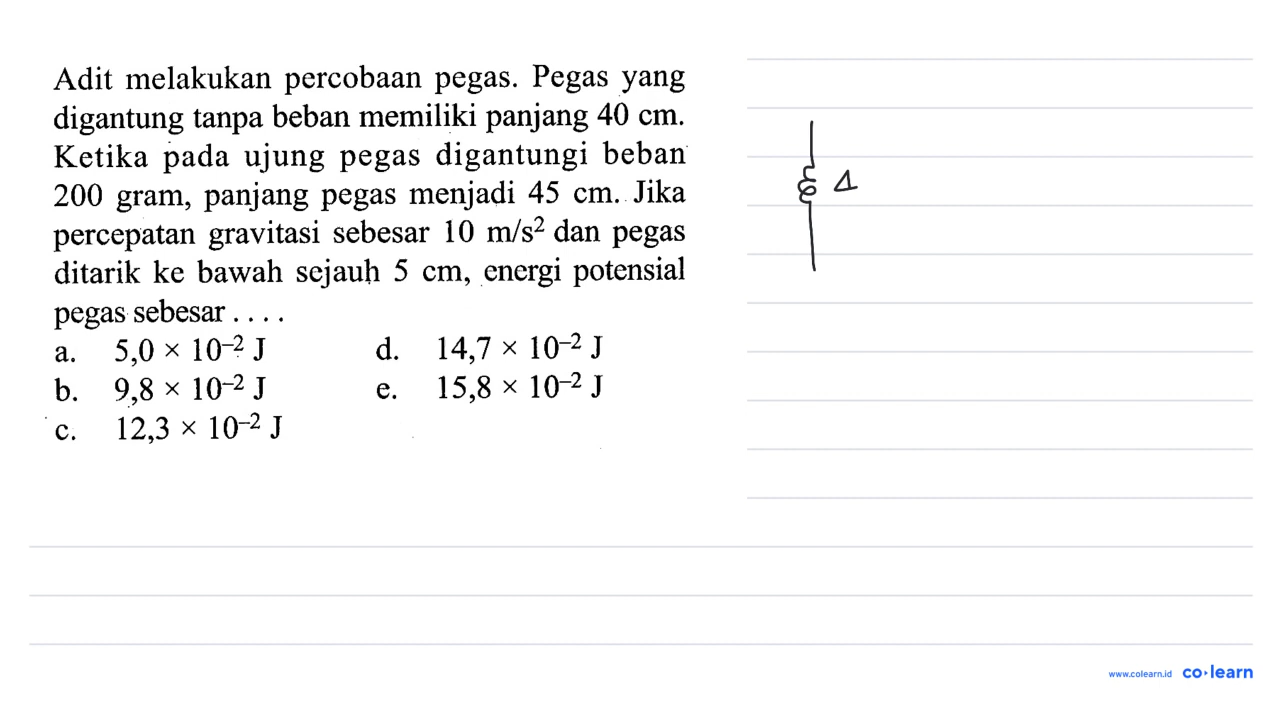 Adit melakukan percobaan pegas. Pegas yang
digantung tanpa beban memiliki panjang 40 cm.
Ketika pada ujung pegas digantungi beban
200 gram, panjang pegas menjadi 45 cm. Jika
percepatan gravitasi sebesar 10 m/s² dan pegas
ditarik ke bawah sejauh 5 cm, energi potensial
pegas sebesar . . . .
a. 5,0 × 10⁻² J d. 14,7 × 10⁻² J
b. 9,8 × 10⁻² J e. 15,8 × 10⁻² J
c. 12,3 × 10⁻² J
Δ
www.colearn.id co·learn